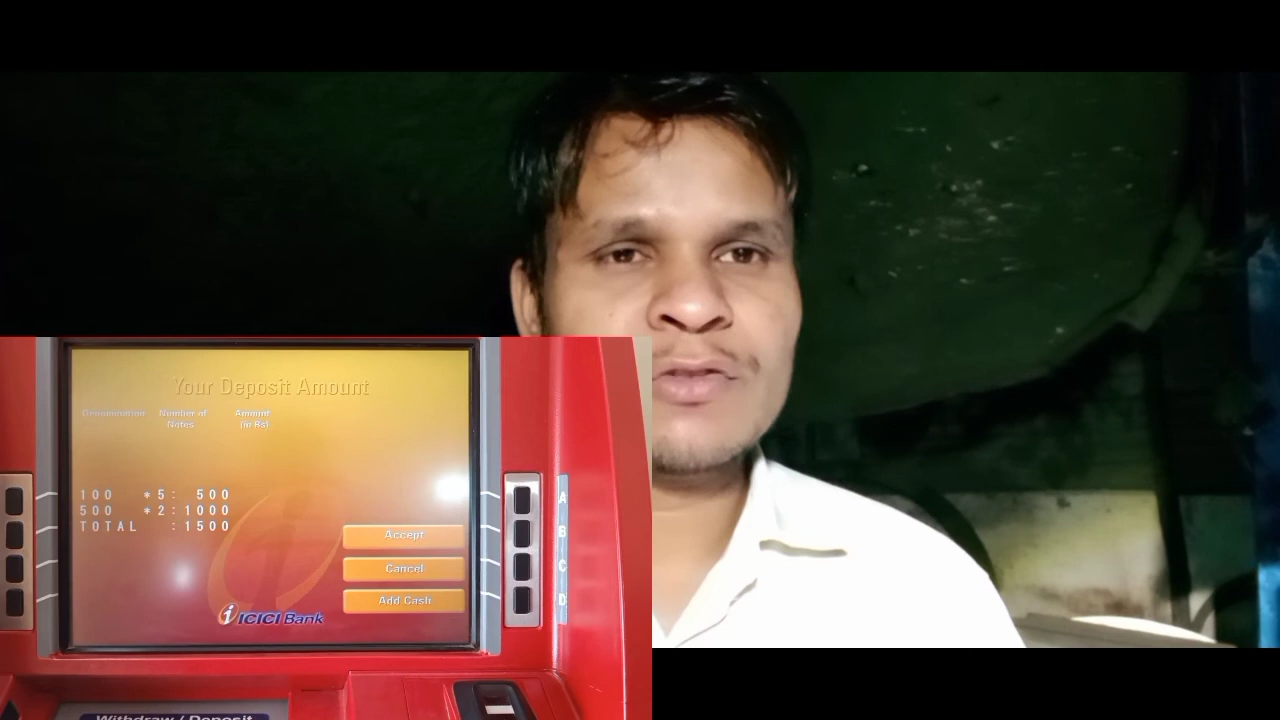 Your Deposit Amount
Denomination Number of Notes Amount (in Rs)
100 *5: 500
500 *2:1000
TOTAL :1500
Accept
Cancel
Add Cash
i ICICI Bank
A
B
C
D
Withdraw / Deposit